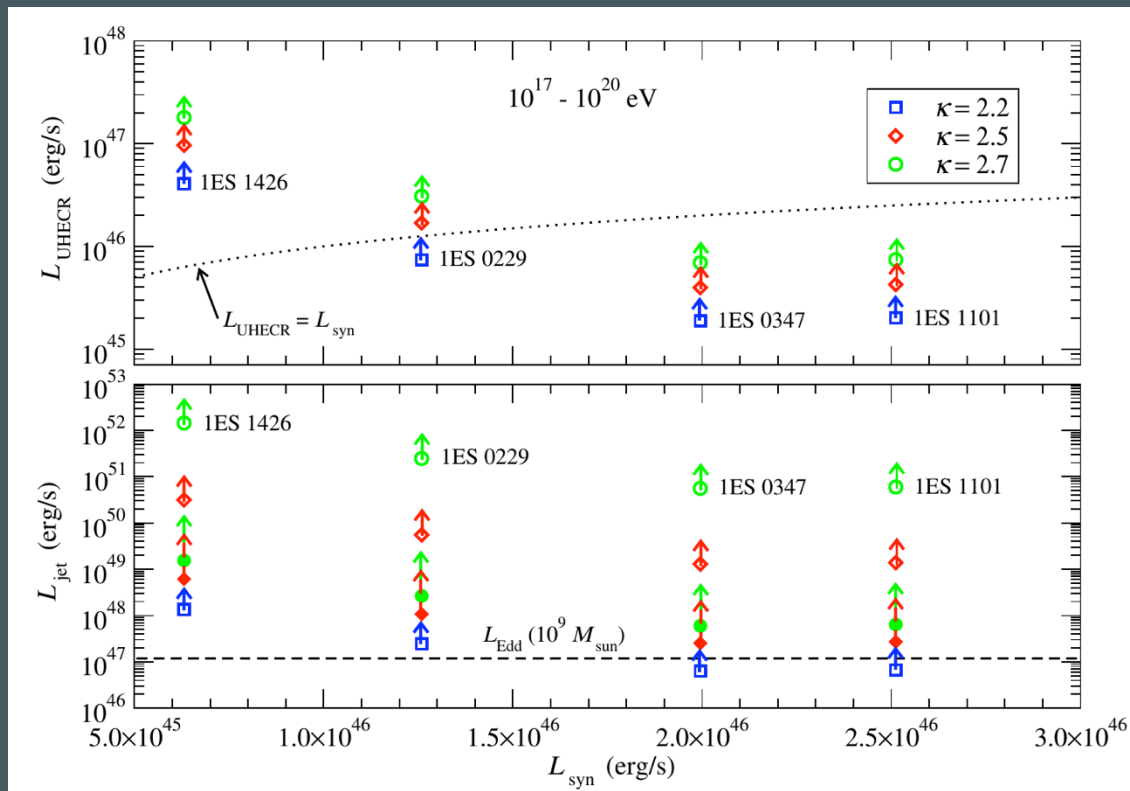 10^48
10^47
10^46
10^45
L_UHECR (erg/s)
10^17 - 10^20 eV
κ = 2.2
κ = 2.5
κ = 2.7
1ES 1426
1ES 0229
1ES 0347
1ES 1101
L_UHECR = L_syn
10^53
10^52
10^51
10^50
10^49
10^48
10^47
10^46
L_jet (erg/s)
1ES 1426
1ES 0229
1ES 0347
1ES 1101
L_Edd (10^9 M_sun)
5.0×10^45
1.0×10^46
1.5×10^46
2.0×10^46
2.5×10^46
3.0×10^46
L_syn (erg/s)